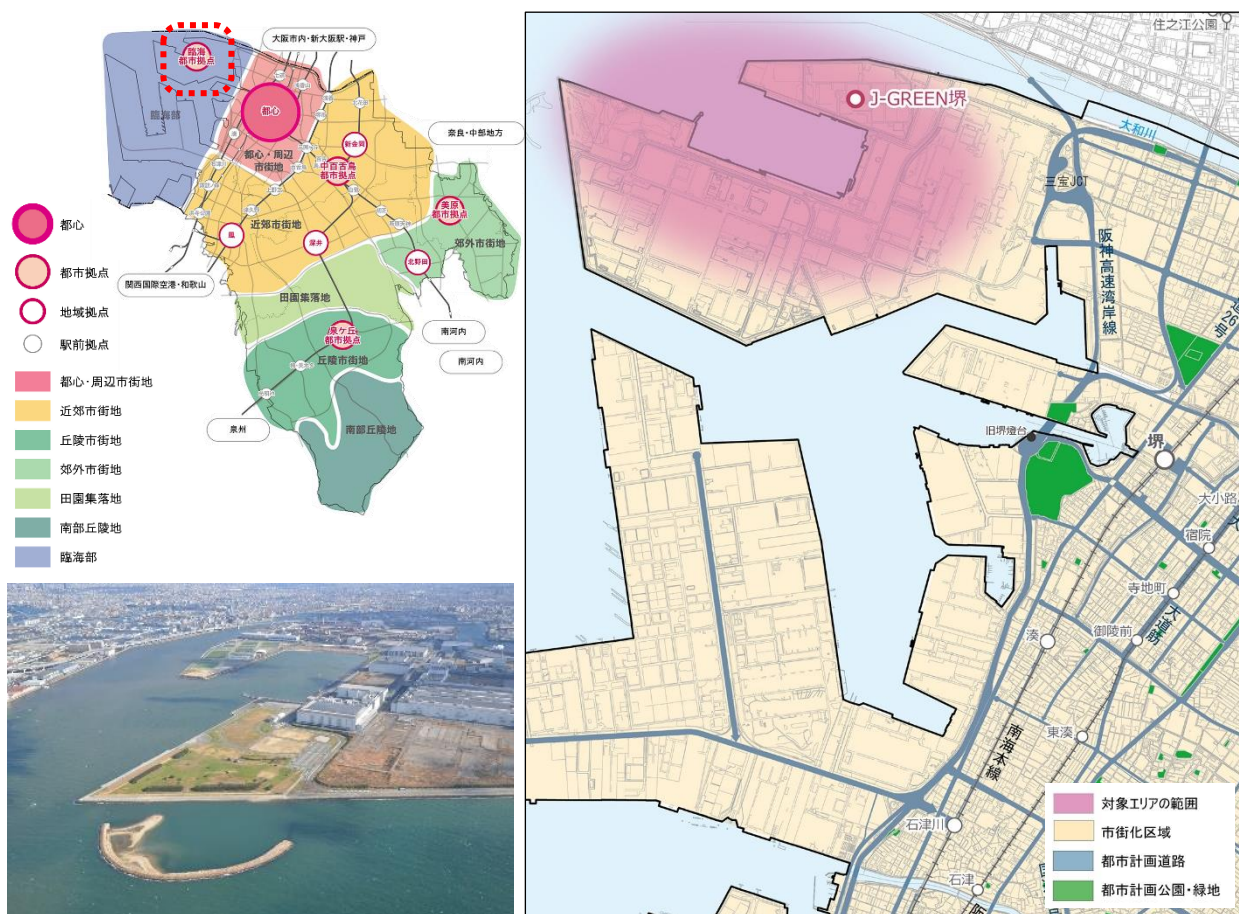 大阪市内・新大阪駅・神戸
臨海
都市拠点
臨海部
都心
都心・周辺
市街地
新金岡
中百舌鳥
都市拠点
奈良・中部地方
美原
都市拠点
近郊市街地
郊外市街地
鳳
深井
北野田
関西国際空港・和歌山
田園集落地
南河内
南河内
泉ケ丘
都市拠点
丘陵市街地
泉州
南部丘陵地
都心
都市拠点
地域拠点
駅前拠点
都心・周辺市街地
近郊市街地
丘陵市街地
郊外市街地
田園集落地
南部丘陵地
臨海部
住之江公園
J-GREEN堺
大和川
三宝JCT
阪神高速湾岸線
道26号
旧堺燈台
堺
大小路
宿院
寺地町
大道筋
御陵前
湊
東湊
南海本線
石津川
石津
対象エリアの範囲
市街化区域
都市計画道路
都市計画公園・緑地